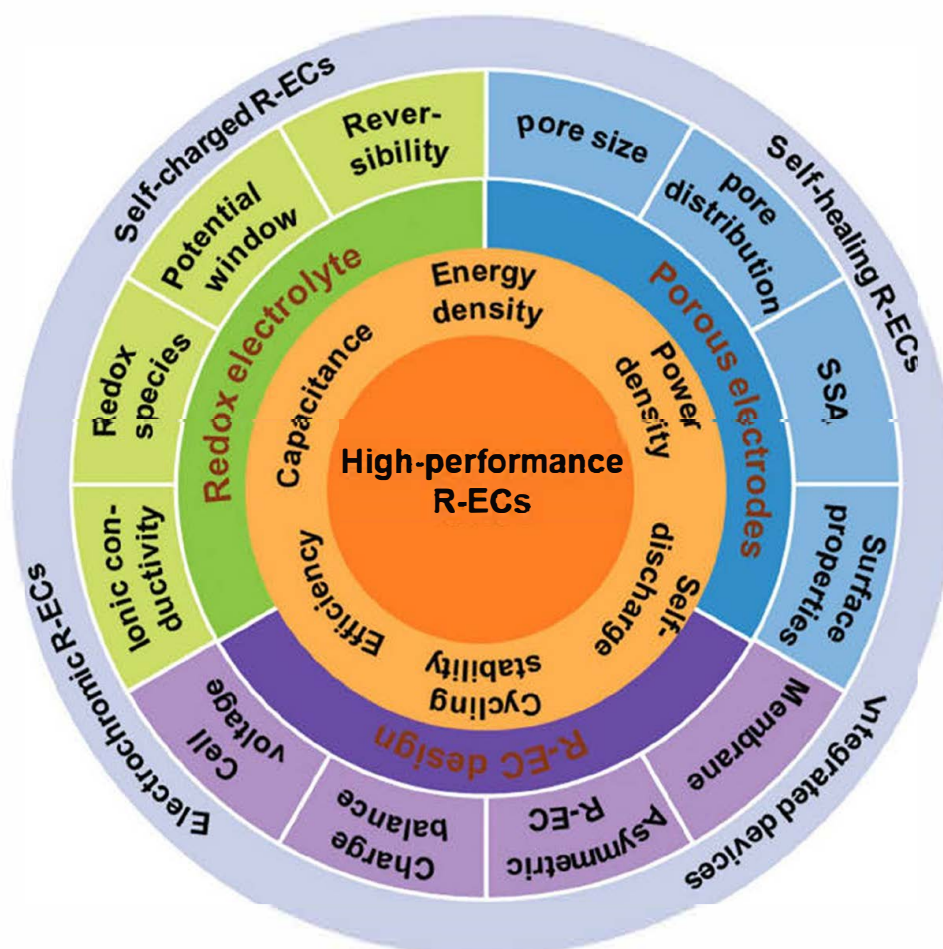 High-performance
R-ECs
Energy
density
Power
density
Self-
discharge
Cycling
stability
Efficiency
Capacitance
Redox electrolyte
Porous electrodes
R-EC design
Rever-
sibility
Potential
window
Redox
species
Ionic con-
ductivity
pore size
pore
distribution
SSA
Surface
properties
Membrane
Asymmetric
R-EC
Charge
balance
Cell
voltage
Self-charged R-ECs
Self-healing R-ECs
Integrated devices
Electrochromic R-ECs